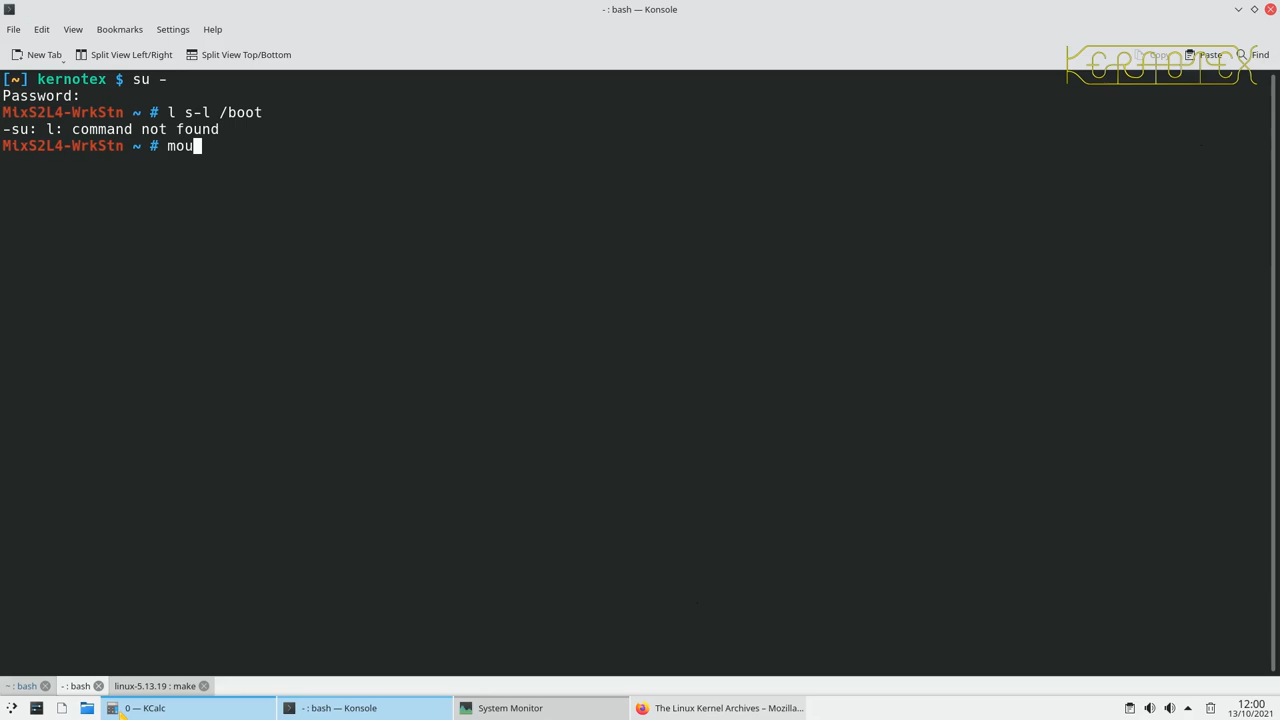 - : bash — Konsole
File Edit View Bookmarks Settings Help
New Tab Split View Left/Right Split View Top/Bottom Copy Paste Find
KERNOTEX
[~] kernotex $ su -
Password:
MixS2L4-WrkStn ~ # l s-l /boot
-su: l: command not found
MixS2L4-WrkStn ~ # mou
~ : bash - : bash linux-5.13.19 : make
0 — KCalc - : bash — Konsole System Monitor The Linux Kernel Archives – Mozilla... 12:00
13/10/2021